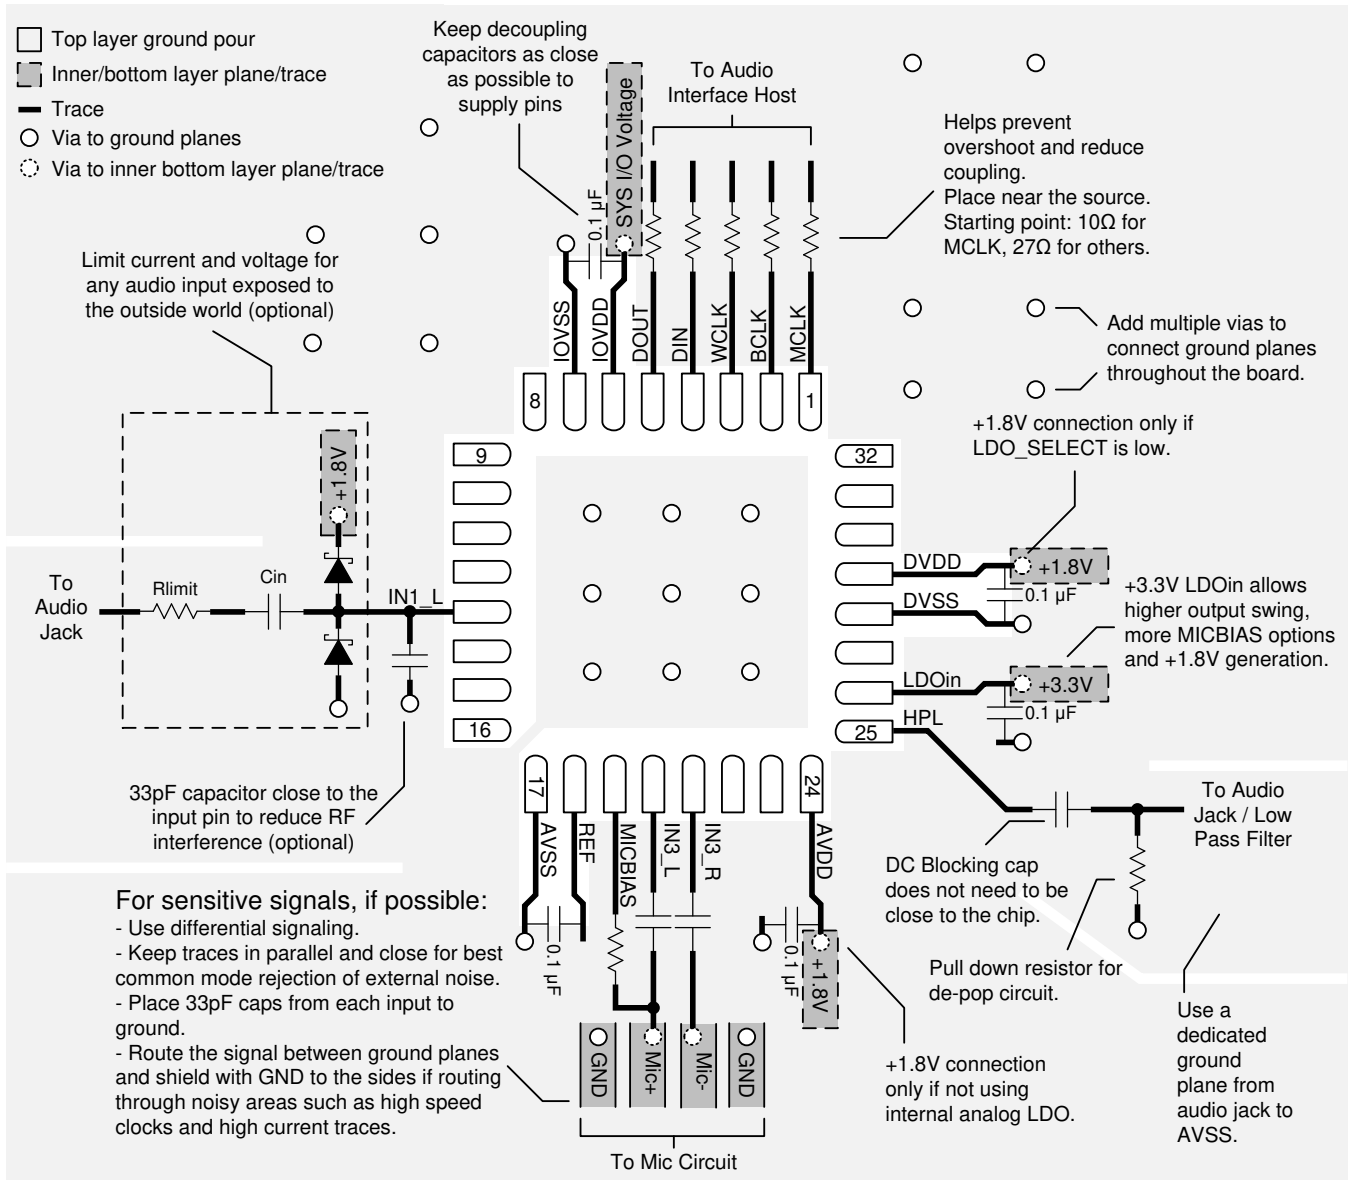 Top layer ground pour
Inner/bottom layer plane/trace
Trace
Via to ground planes
Via to inner bottom layer plane/trace
Keep decoupling
capacitors as close
as possible to
supply pins
SYS I/O Voltage
0.1 µF
To Audio
Interface Host
Helps prevent
overshoot and reduce
coupling.
Place near the source.
Starting point: 10Ω for
MCLK, 27Ω for others.
Limit current and voltage for
any audio input exposed to
the outside world (optional)
IOVSS
IOVDD
DOUT
DIN
WCLK
BCLK
MCLK
Add multiple vias to
connect ground planes
throughout the board.
8
1
+1.8V connection only if
LDO_SELECT is low.
9
32
+1.8V
DVDD
+1.8V
0.1 µF
DVSS
+3.3V LDOin allows
higher output swing,
more MICBIAS options
and +1.8V generation.
To
Audio
Jack
Rlimit
Cin
IN1_L
LDOin
+3.3V
0.1 µF
HPL
16
25
33pF capacitor close to the
input pin to reduce RF
interference (optional)
17
24
AVSS
REF
MICBIAS
IN3_L
IN3_R
AVDD
To Audio
Jack / Low
Pass Filter
DC Blocking cap
does not need to be
close to the chip.
For sensitive signals, if possible:
- Use differential signaling.
- Keep traces in parallel and close for best
common mode rejection of external noise.
- Place 33pF caps from each input to
ground.
- Route the signal between ground planes
and shield with GND to the sides if routing
through noisy areas such as high speed
clocks and high current traces.
0.1 µF
0.1 µF
+1.8V
Pull down resistor for
de-pop circuit.
GND
Mic+
Mic-
GND
To Mic Circuit
+1.8V connection
only if not using
internal analog LDO.
Use a
dedicated
ground
plane from
audio jack to
AVSS.